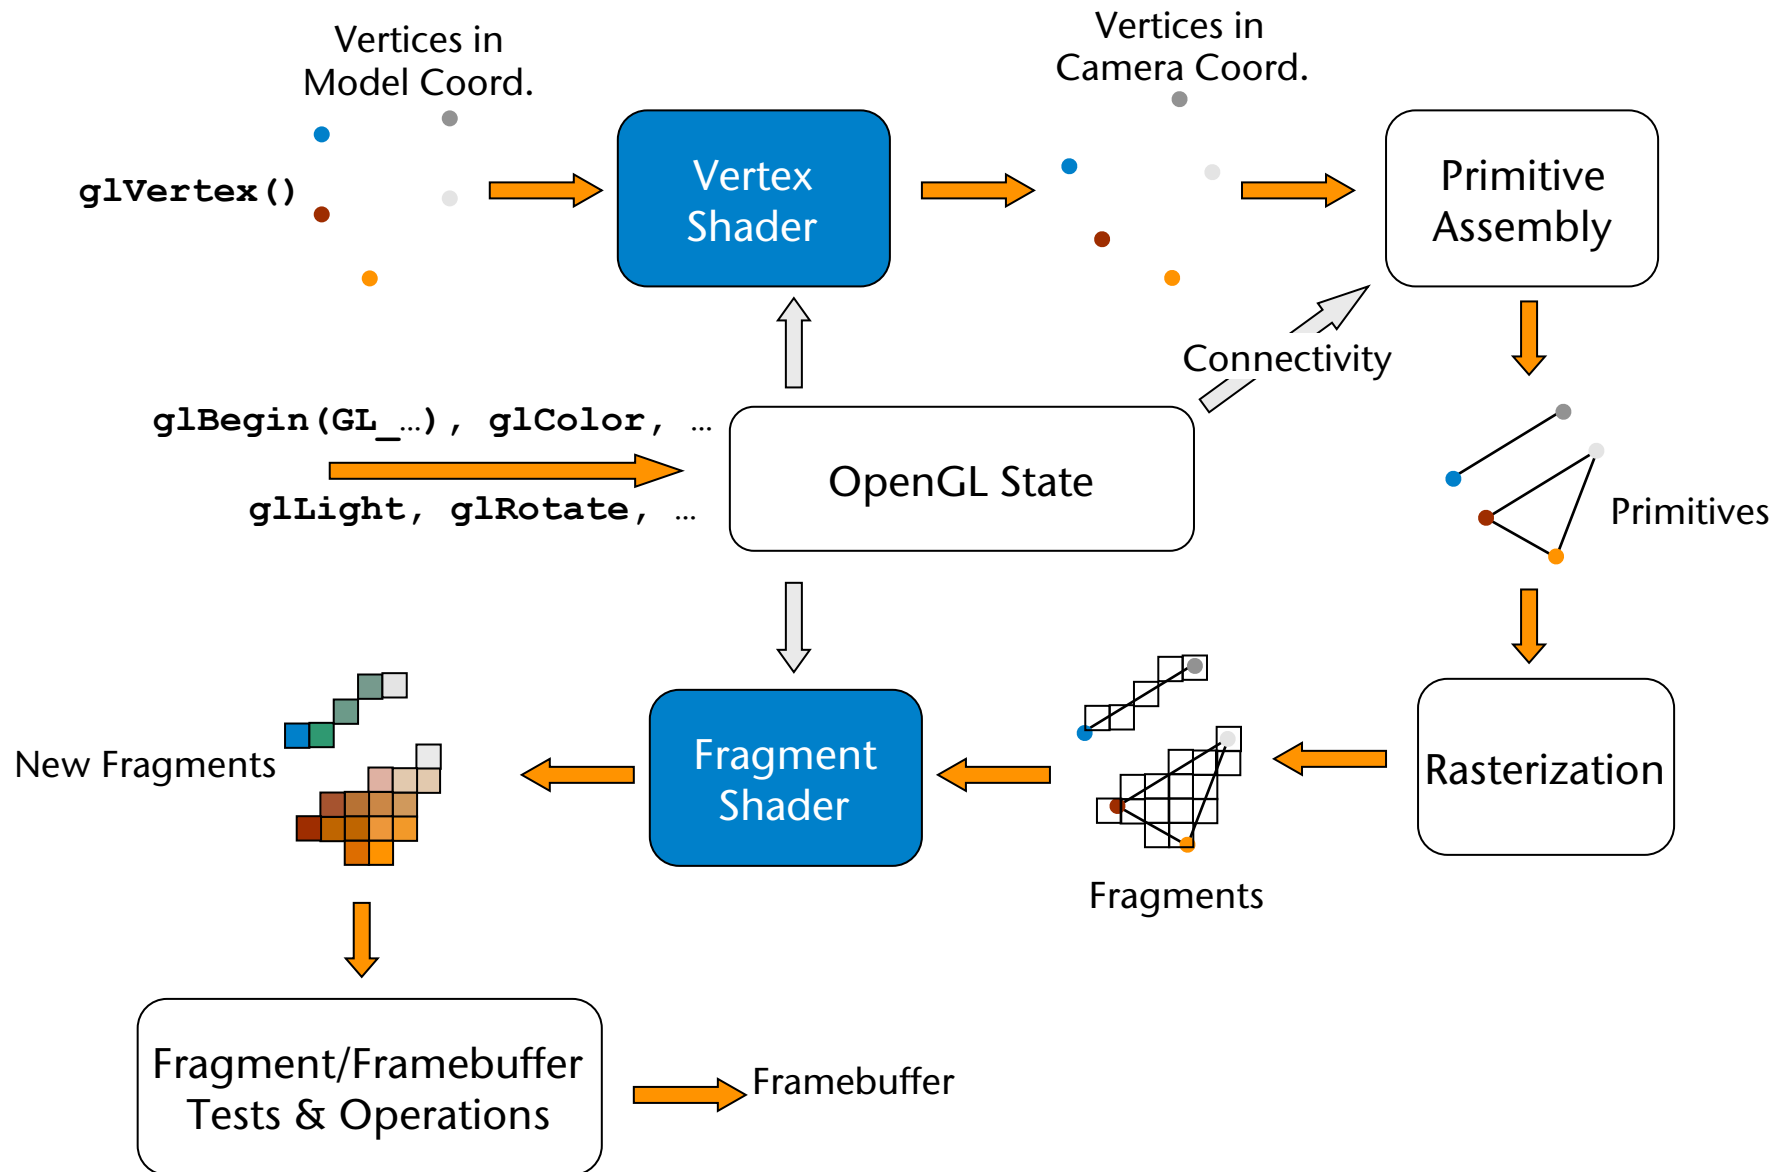 Vertices in
Model Coord.
Vertices in
Camera Coord.
glVertex()
Vertex
Shader
Primitive
Assembly
Connectivity
glBegin(GL_…), glColor, …
glLight, glRotate, …
OpenGL State
Primitives
New Fragments
Fragment
Shader
Rasterization
Fragments
Fragment/Framebuffer
Tests & Operations
Framebuffer